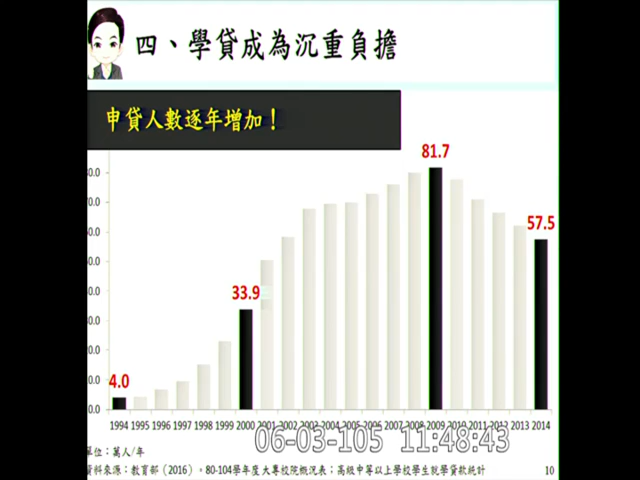 四、學貸成為沉重負擔
申貸人數逐年增加！
81.7
57.5
33.9
4.0
1994 1995 1996 1997 1998 1999 2000 2001 2002 2003 2004 2005 2006 2007 2008 2009 2010 2011 2012 2013 2014
06-03-105 11:48:43
單位：萬人/年
資料來源：教育部（2016）。80-104學年度大專校院概況表；高級中等以上學校學生就學貸款統計
10